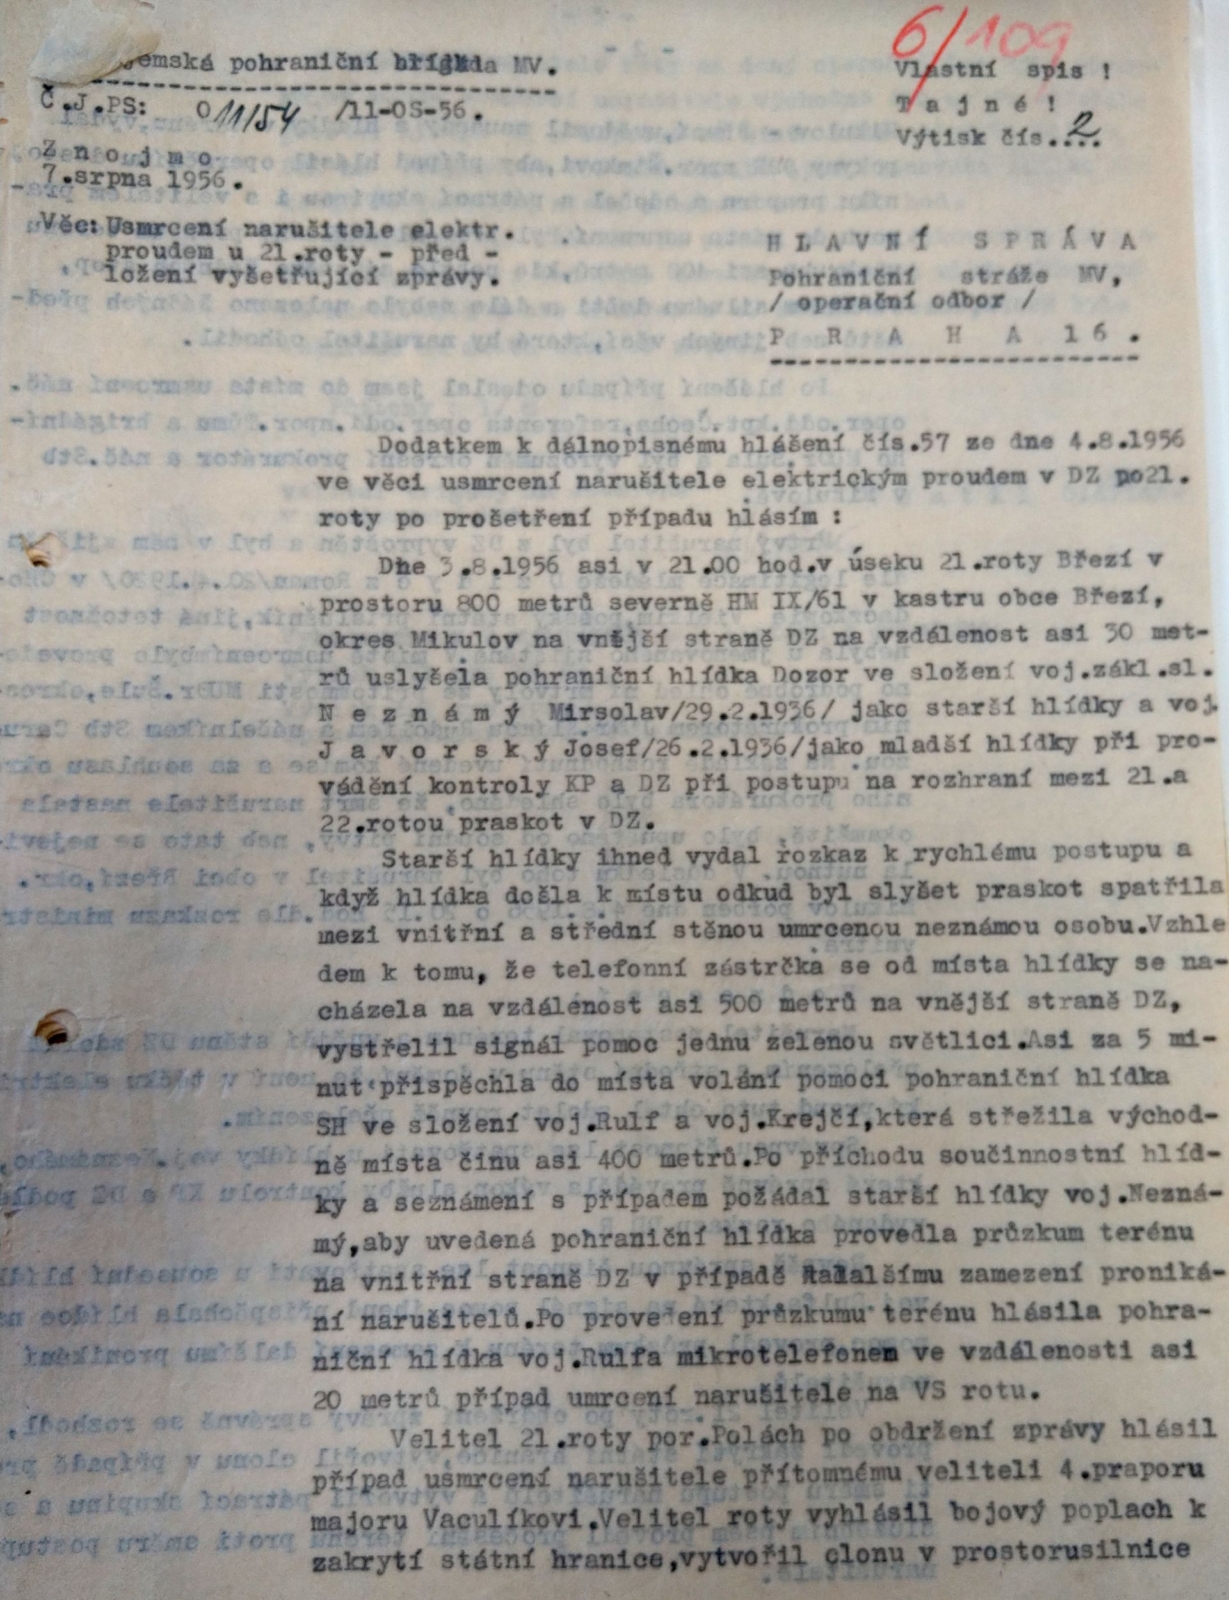 jemská pohraniční brigáda MV.
6/109
Vlastní spis !
T a j n é !
Výtisk čís.2...
Č.J.PS: 011/54 /11-OS-56.
Z n o j m o
7.srpna 1956.
Věc: Usmrcení narušitele elektr.
proudem u 21.roty - před -
ložení vyšetřující zprávy.
H L A V N Í S P R Á V A
Pohraniční stráže MV,
/ operační odbor /
P R A H A 16 .
Dodatkem k dálnopisnému hlášení čís.57 ze dne 4.8.1956
ve věci usmrcení narušitele elektrickým proudem v DZ po21.
roty po prošetření případu hlásím :
Dne 3.8.1956 asi v 21.00 hod.v úseku 21.roty Březí v
prostoru 800 metrů severně HM IX/61 v kastru obce Březí,
okres Mikulov na vnější straně DZ na vzdálenost asi 30 met-
rů uslyšela pohraniční hlídka Dozor ve složení voj.zákl.sl.
N e z n á m ý Mirsolav/29.2.1936/ jako starší hlídky a voj.
J a v o r s k ý Josef/26.2.1936/jako mladší hlídky při pro-
vádění kontroly KP a DZ při postupu na rozhraní mezi 21.a
22.rotou praskot v DZ.
Starší hlídky ihned vydal rozkaz k rychlému postupu a
když hlídka došla k místu odkud byl slyšet praskot spatřila
mezi vnitřní a střední stěnou umrcenou neznámou osobu.Vzhle
dem k tomu, že telefonní zástrčka se od místa hlídky se na-
cházela na vzdálenost asi 500 metrů na vnější straně DZ,
vystřelil signál pomoc jednu zelenou světlici.Asi za 5 mi-
nut přispěchla do místa volání pomoci pohraniční hlídka
SH ve složení voj.Rulf a voj.Krejčí,která střežila východ-
ně místa činu asi 400 metrů.Po příchodu součinnostní hlíd-
ky a seznámení s případem požádal starší hlídky voj.Nezná-
mý,aby uvedená pohraniční hlídka provedla průzkum terénu
na vnitřní straně DZ v případě dalšímu zamezení proniká-
ní narušitelů.Po provedení průzkumu terénu hlásila pohra-
niční hlídka voj.Rulfa mikrotelefonem ve vzdálenosti asi
20 metrů případ umrcení narušitele na VS rotu.
Velitel 21.roty por.Polách po obdržení zprávy hlásil
případ usmrcení narušitele přítomnému veliteli 4.praporu
majoru Vaculíkovi.Velitel roty vyhlásil bojový poplach k
zakrytí státní hranice,vytvořil clonu v prostorusilnice